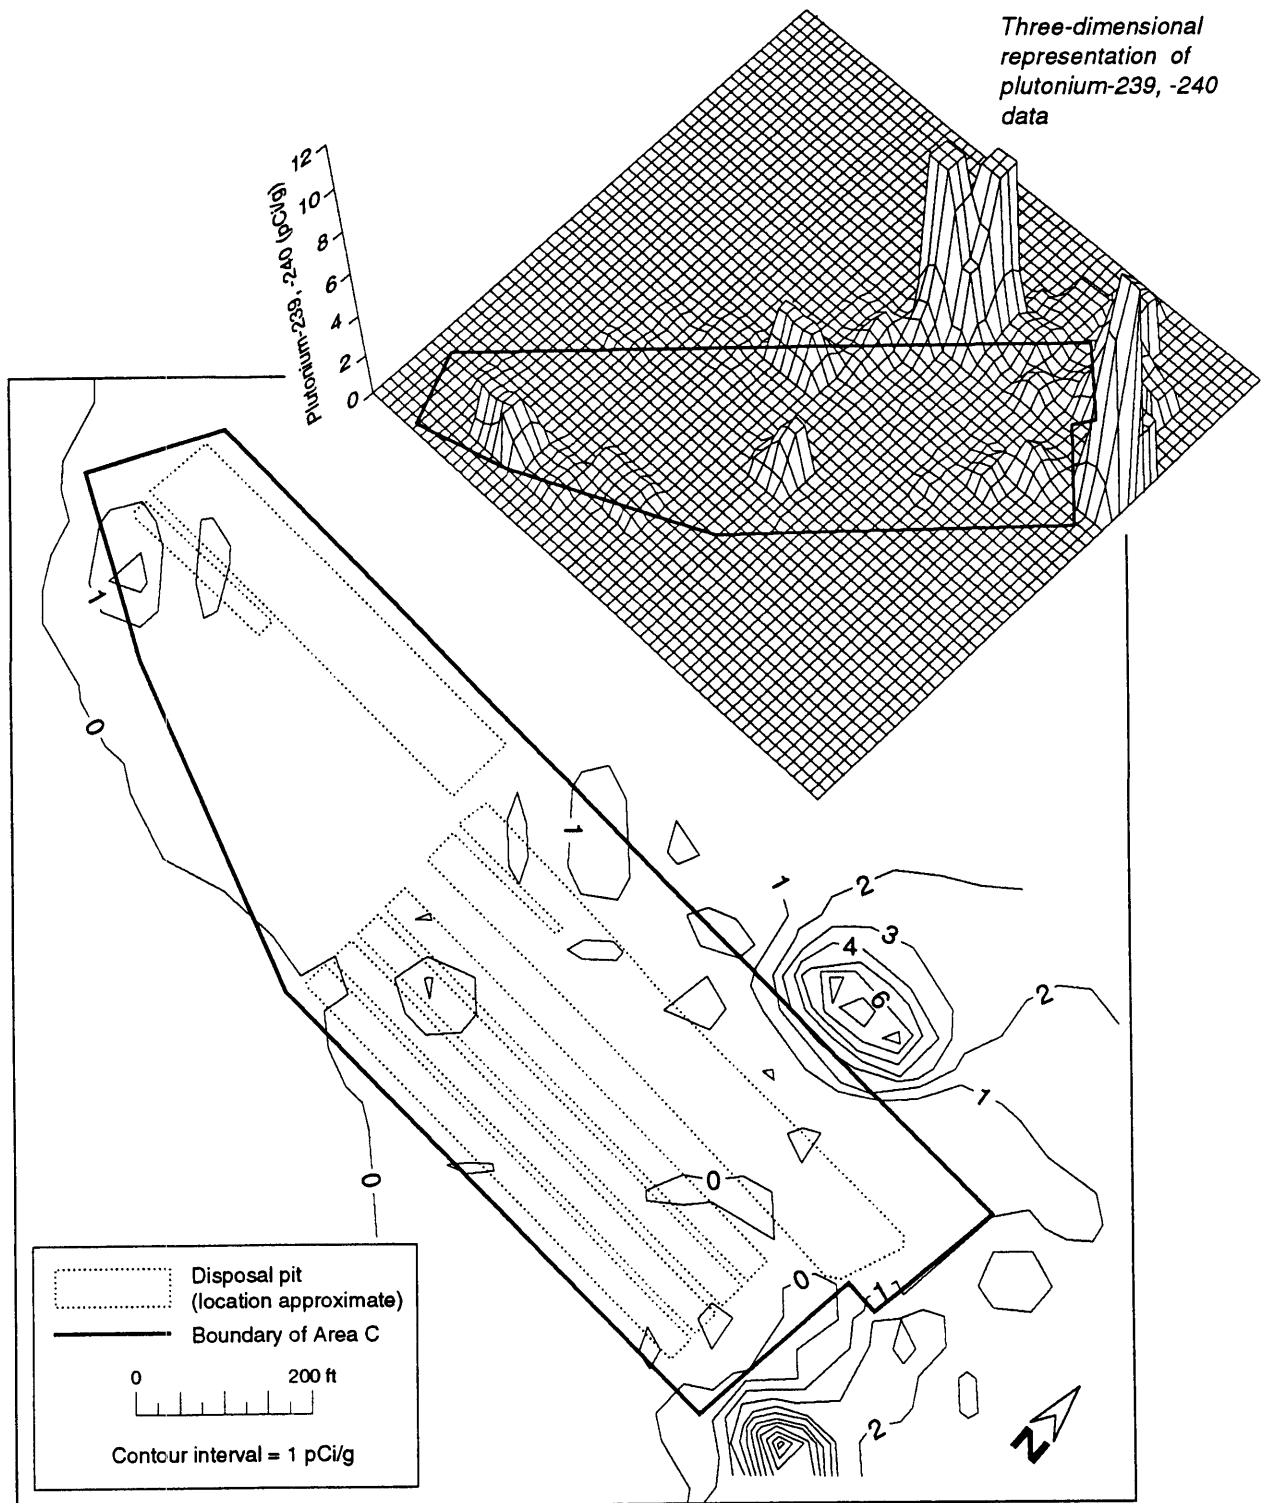 Three-dimensional
representation of
plutonium-239, -240
data
12
10
8
6
4
2
0
Plutonium-239, -240 (pCi/g)
1
0
1
1
2
3
4
6
2
1
0
0
0
1
2
Disposal pit
(location approximate)
Boundary of Area C
0 200 ft
Contour interval = 1 pCi/g
N